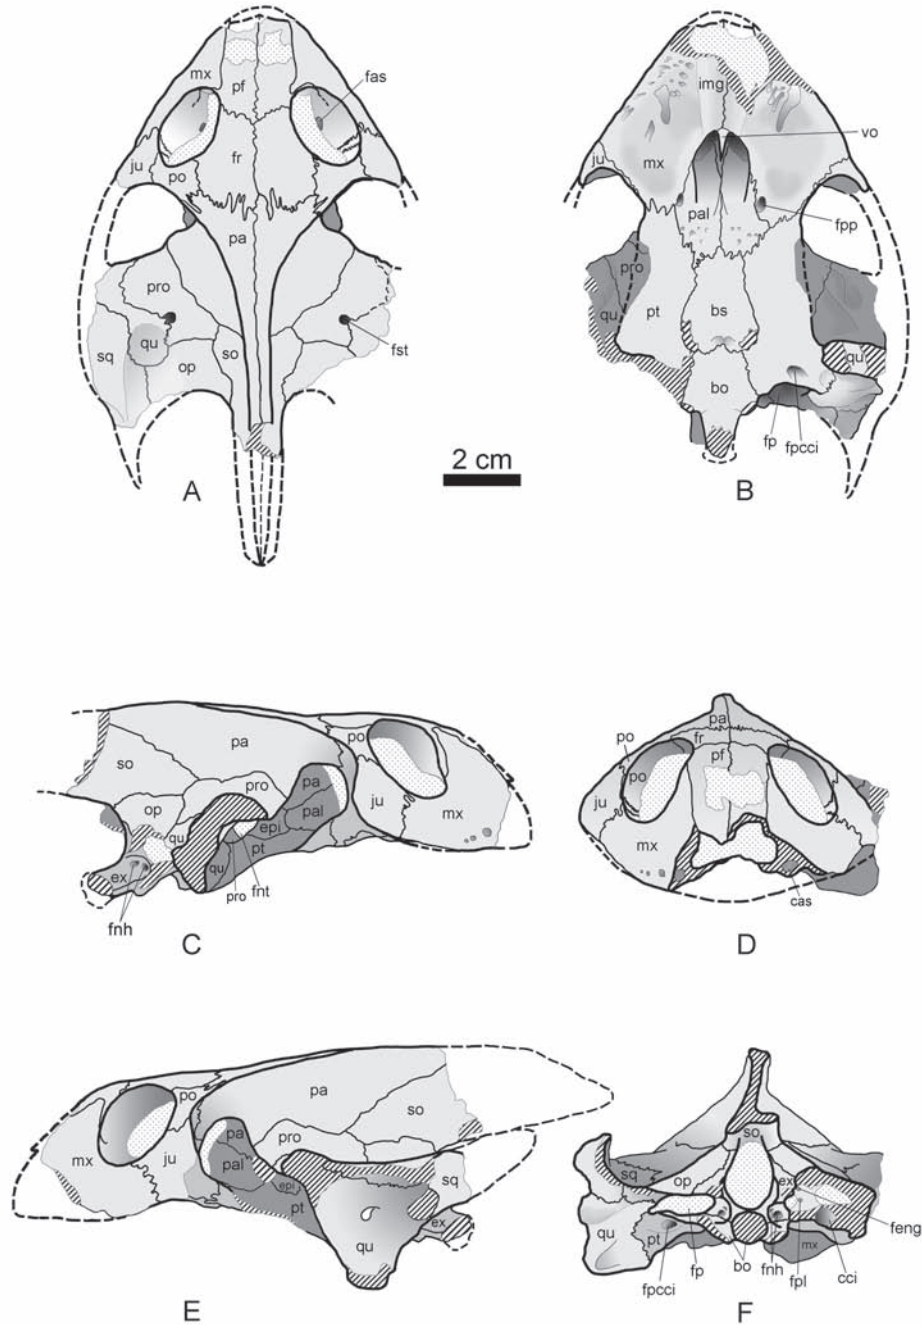 mx
pf
fas
fr
ju
po
pa
pro
fst
qu
so
sq
op
A
2 cm
img
vo
mx
ju
pal
fpp
pro
qu
pt
bs
qu
bo
fp
fpcci
B
pa
po
so
pa
pro
pal
ju
mx
op
epi
qu
pt
qu
ex
pro
fnt
fnh
C
pa
po
fr
pf
po
ju
mx
cas
D
po
pa
so
pa
pro
mx
ju
pal
epi
sq
pt
ex
qu
E
so
sq
op
ex
feng
qu
pt
mx
bo
fnh
cci
fp
fpl
fpcci
F